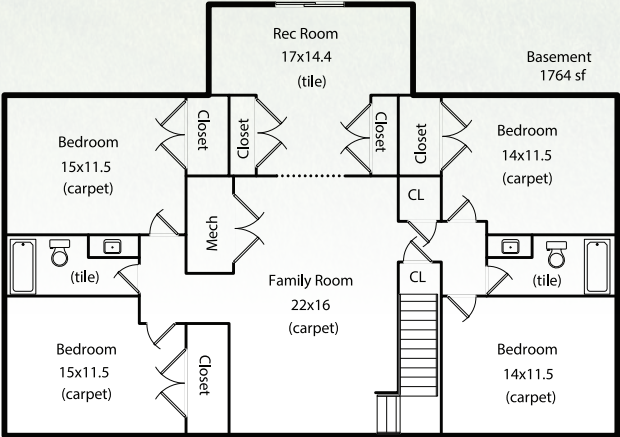 Rec Room
17x14.4
(tile)
Basement
1764 sf
Bedroom
15x11.5
(carpet)
Closet
Closet
Closet
Closet
Bedroom
14x11.5
(carpet)
CL
Mech
(tile)
Family Room
22x16
(carpet)
CL
(tile)
Bedroom
15x11.5
(carpet)
Closet
Bedroom
14x11.5
(carpet)